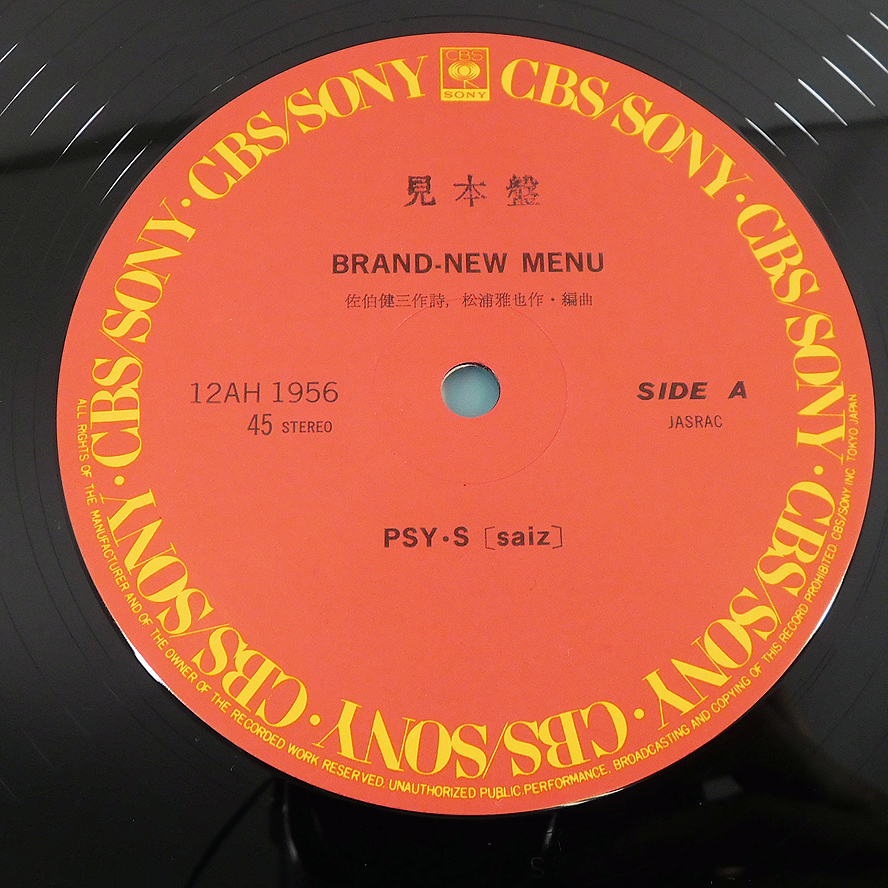 CBS
SONY
CBS/SONY · CBS/SONY · CBS/SONY · CBS/SONY · CBS/SONY · CBS/SONY · CBS/SONY · CBS/SONY
見本盤
BRAND-NEW MENU
佐伯健三作詩, 松浦雅也作・編曲
12AH 1956
45 STEREO
SIDE A
JASRAC
PSY・S [saiz]
ALL RIGHTS OF THE MANUFACTURER AND OF THE OWNER OF THE RECORDED WORK RESERVED. UNAUTHORIZED PUBLIC PERFORMANCE, BROADCASTING AND COPYING OF THIS RECORD PROHIBITED. CBS/SONY INC. TOKYO JAPAN